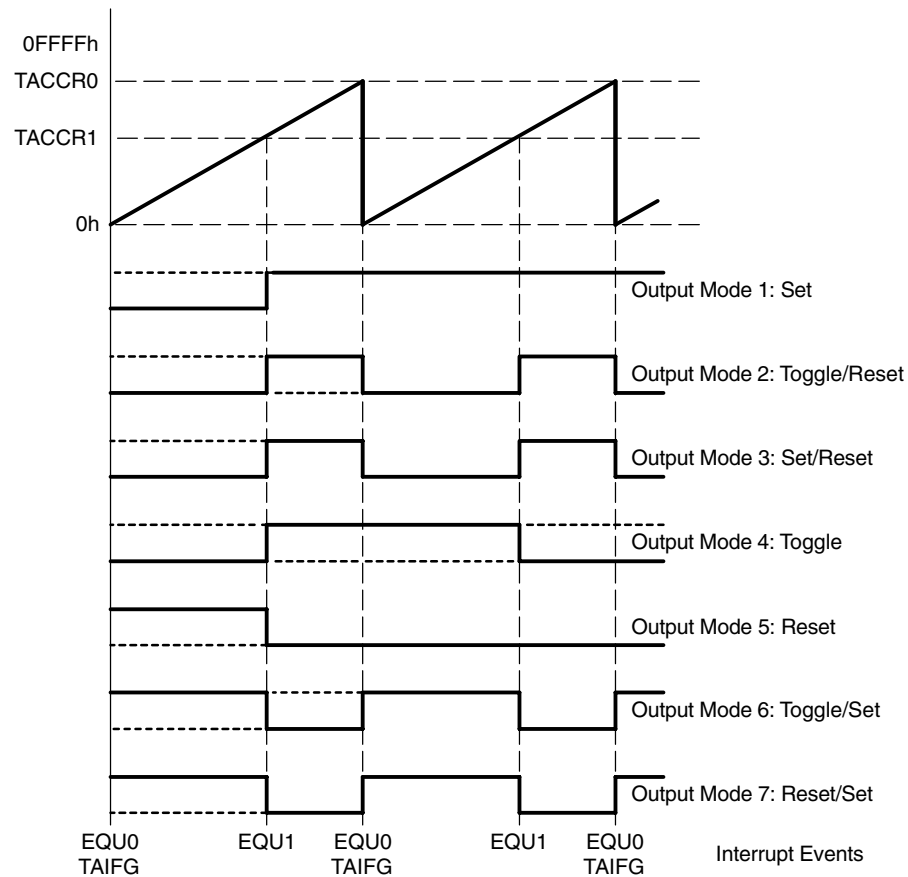 0FFFFh
TACCR0
TACCR1
0h
Output Mode 1: Set
Output Mode 2: Toggle/Reset
Output Mode 3: Set/Reset
Output Mode 4: Toggle
Output Mode 5: Reset
Output Mode 6: Toggle/Set
Output Mode 7: Reset/Set
EQU0 EQU1 EQU0 EQU1 EQU0
TAIFG TAIFG TAIFG
Interrupt Events